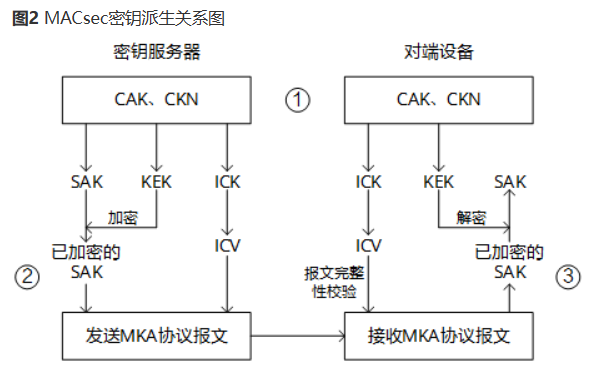 图2 MACsec密钥派生关系图
密钥服务器
对端设备
CAK、CKN
①
CAK、CKN
SAK
KEK
ICK
ICK
KEK
SAK
加密
解密
已加密的
SAK
ICV
ICV
已加密的
SAK
②
报文完整
性校验
③
发送MKA协议报文
接收MKA协议报文